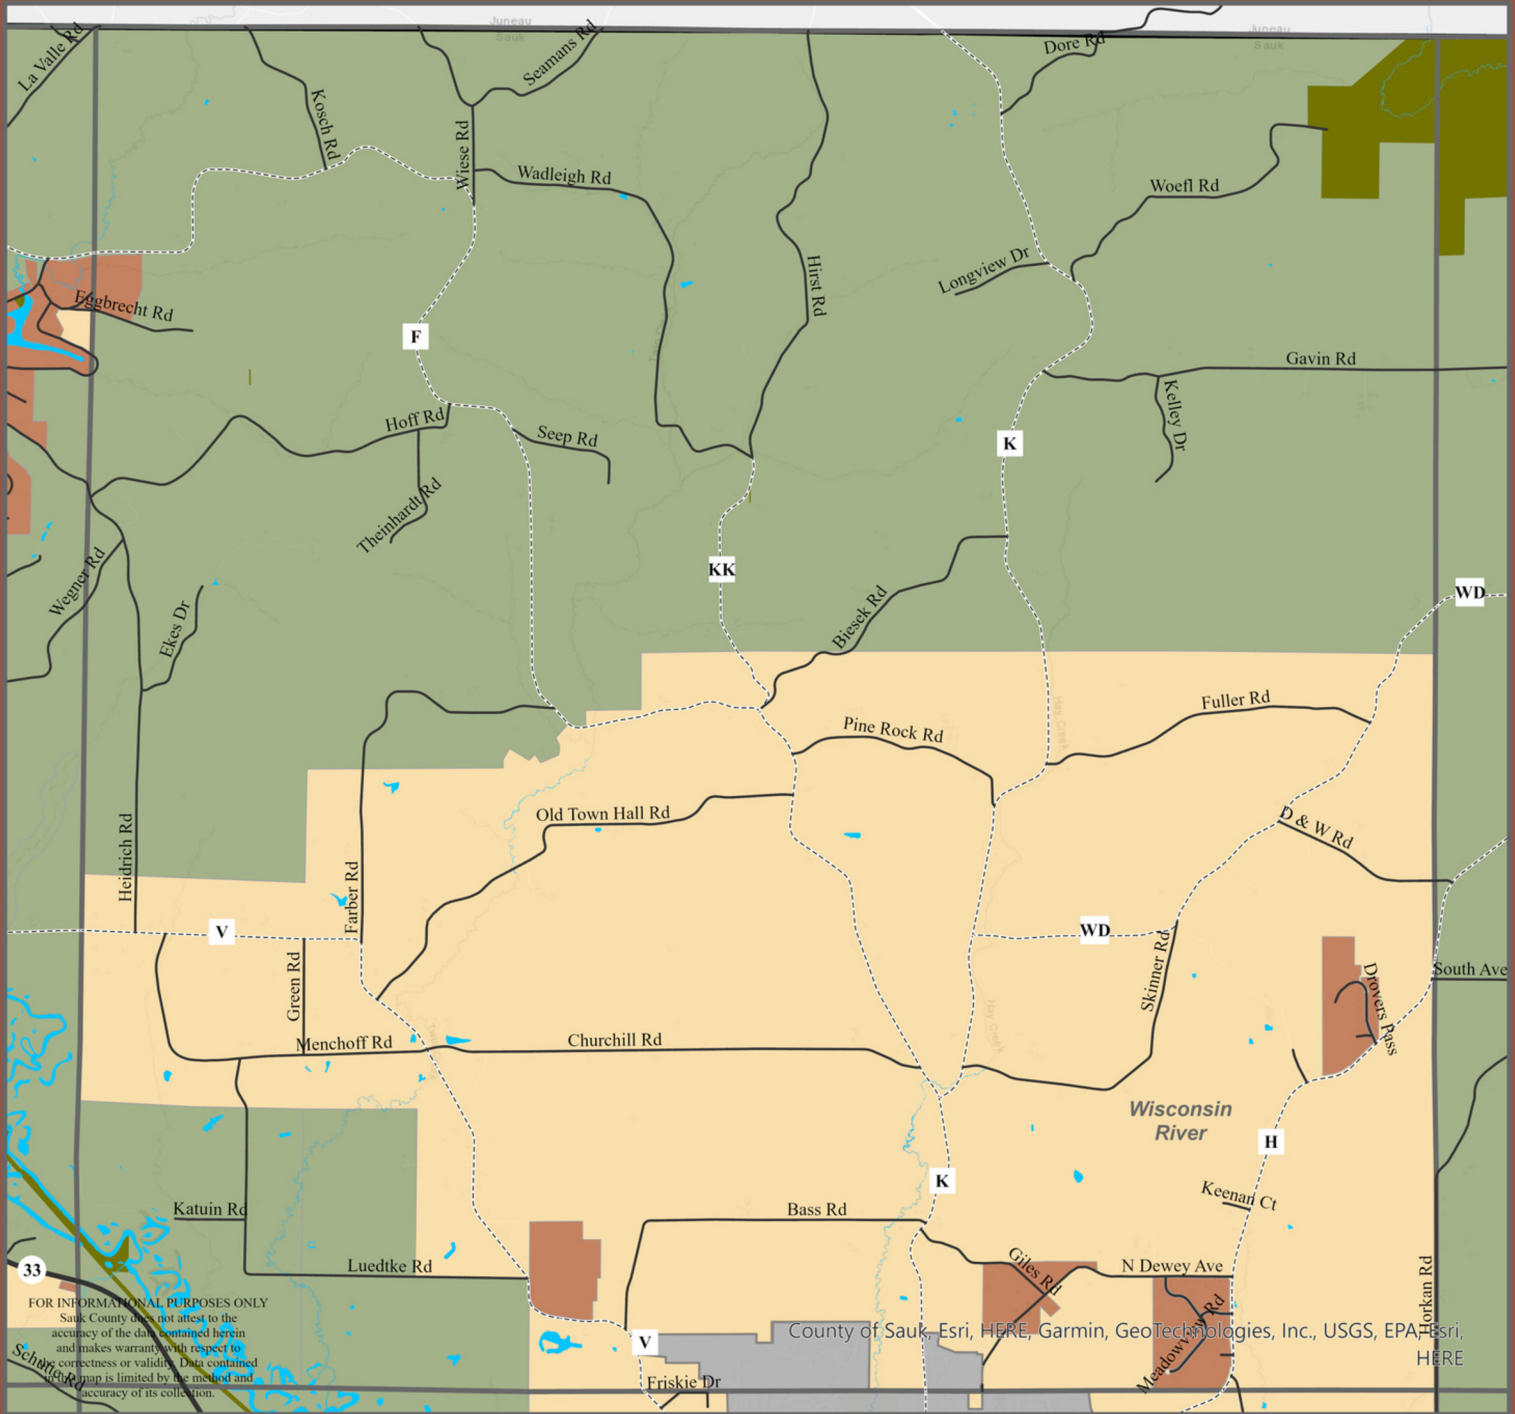 Juneau
Sauk
Juneau
Sauk
La Valle Rd
Kosch Rd
Wiese Rd
Seamans Rd
Dore Rd
Wadleigh Rd
Woefl Rd
Hirst Rd
Longview Dr
Eggbrecht Rd
F
Gavin Rd
Kelley Dr
Hoff Rd
Seep Rd
K
Theinhardt Rd
Wegner Rd
KK
WD
Ekes Dr
Biesek Rd
Fuller Rd
Hay Creek
Pine Rock Rd
Old Town Hall Rd
D & W Rd
Heidrich Rd
Farber Rd
V
WD
Skinner Rd
South Ave
Drovers Pass
Green Rd
Hay Creek
Menchoff Rd
Churchill Rd
Wisconsin
River
H
K
Keenan Ct
Katuin Rd
Bass Rd
Luedtke Rd
Giles Rd
N Dewey Ave
33
Horkan Rd
Meadowview Rd
V
Friskie Dr
Schutte Rd
FOR INFORMATIONAL PURPOSES ONLY
Sauk County does not attest to the
accuracy of the data contained herein
and makes warranty with respect to
the correctness or validity. Data contained
in this map is limited by the method and
accuracy of its collection.
County of Sauk, Esri, HERE, Garmin, GeoTechnologies, Inc., USGS, EPA, Esri,
HERE